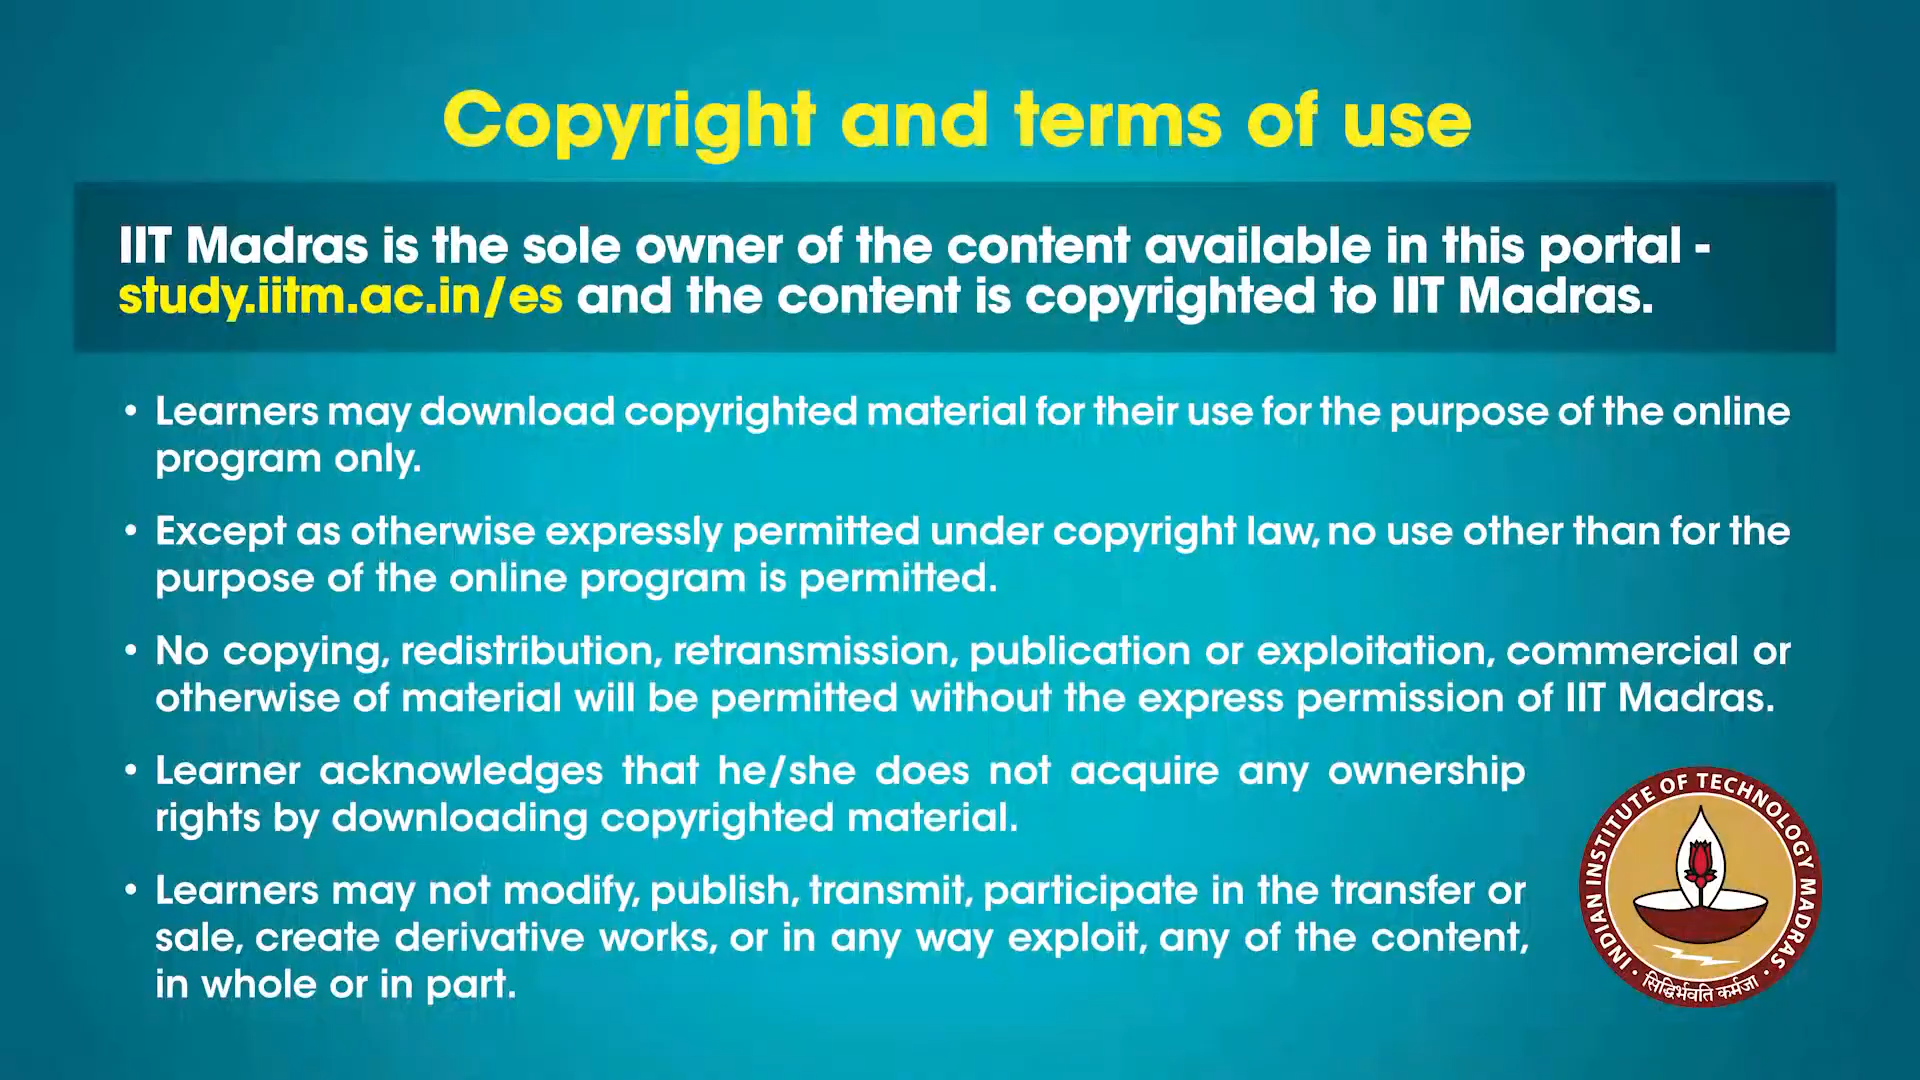 Copyright and terms of use
IIT Madras is the sole owner of the content available in this portal -
study.iitm.ac.in/es and the content is copyrighted to IIT Madras.
• Learners may download copyrighted material for their use for the purpose of the online
program only.
• Except as otherwise expressly permitted under copyright law, no use other than for the
purpose of the online program is permitted.
• No copying, redistribution, retransmission, publication or exploitation, commercial or
otherwise of material will be permitted without the express permission of IIT Madras.
• Learner acknowledges that he/she does not acquire any ownership
rights by downloading copyrighted material.
• Learners may not modify, publish, transmit, participate in the transfer or
sale, create derivative works, or in any way exploit, any of the content,
in whole or in part.
INDIAN INSTITUTE OF TECHNOLOGY MADRAS
सिद्धिर्भवति कर्मजा